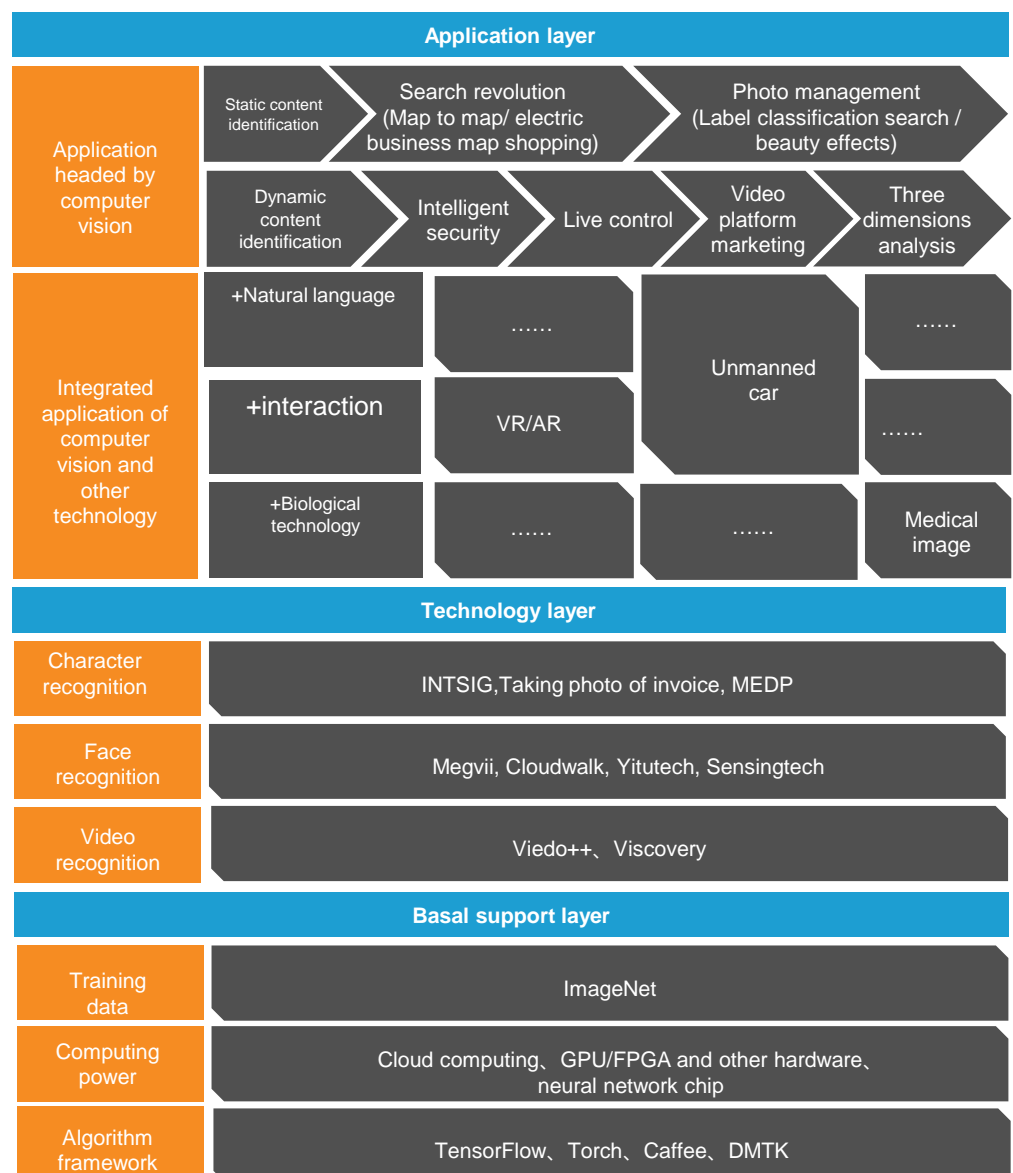 Application layer
Application
headed by
computer
vision
Static content
identification
Search revolution
(Map to map/ electric
business map shopping)
Photo management
(Label classification search /
beauty effects)
Dynamic
content
identification
Intelligent
security
Live control
Video
platform
marketing
Three
dimensions
analysis
Integrated
application of
computer
vision and
other
technology
+Natural language
……
Unmanned
car
……
+interaction
VR/AR
……
+Biological
technology
……
……
Medical
image
Technology layer
Character
recognition
INTSIG,Taking photo of invoice, MEDP
Face
recognition
Megvii, Cloudwalk, Yitutech, Sensingtech
Video
recognition
Viedo++、Viscovery
Basal support layer
Training
data
ImageNet
Computing
power
Cloud computing、GPU/FPGA and other hardware、
neural network chip
Algorithm
framework
TensorFlow、Torch、Caffee、DMTK